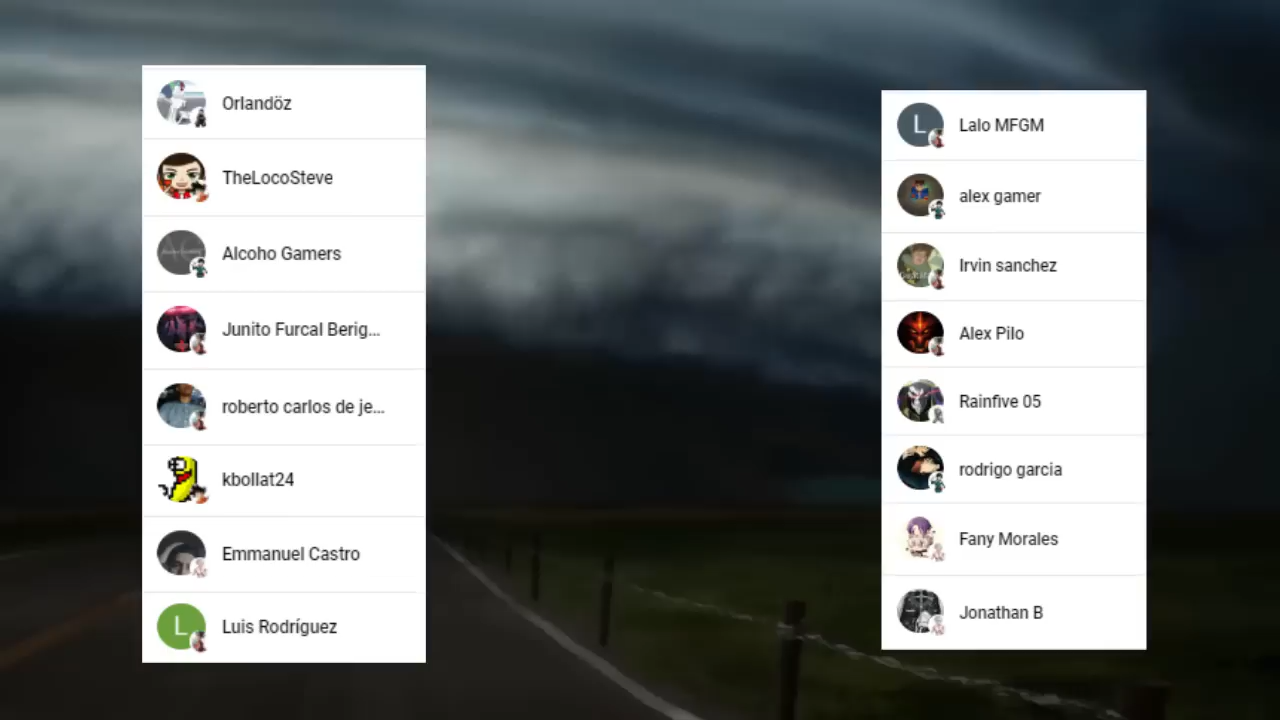 Orlandöz
TheLocoSteve
Alcoho Gamers
Junito Furcal Berig...
roberto carlos de je...
kbollat24
Emmanuel Castro
L
Luis Rodríguez
L
Lalo MFGM
alex gamer
Irvin sanchez
Alex Pilo
Rainfive 05
rodrigo garcia
Fany Morales
Jonathan B